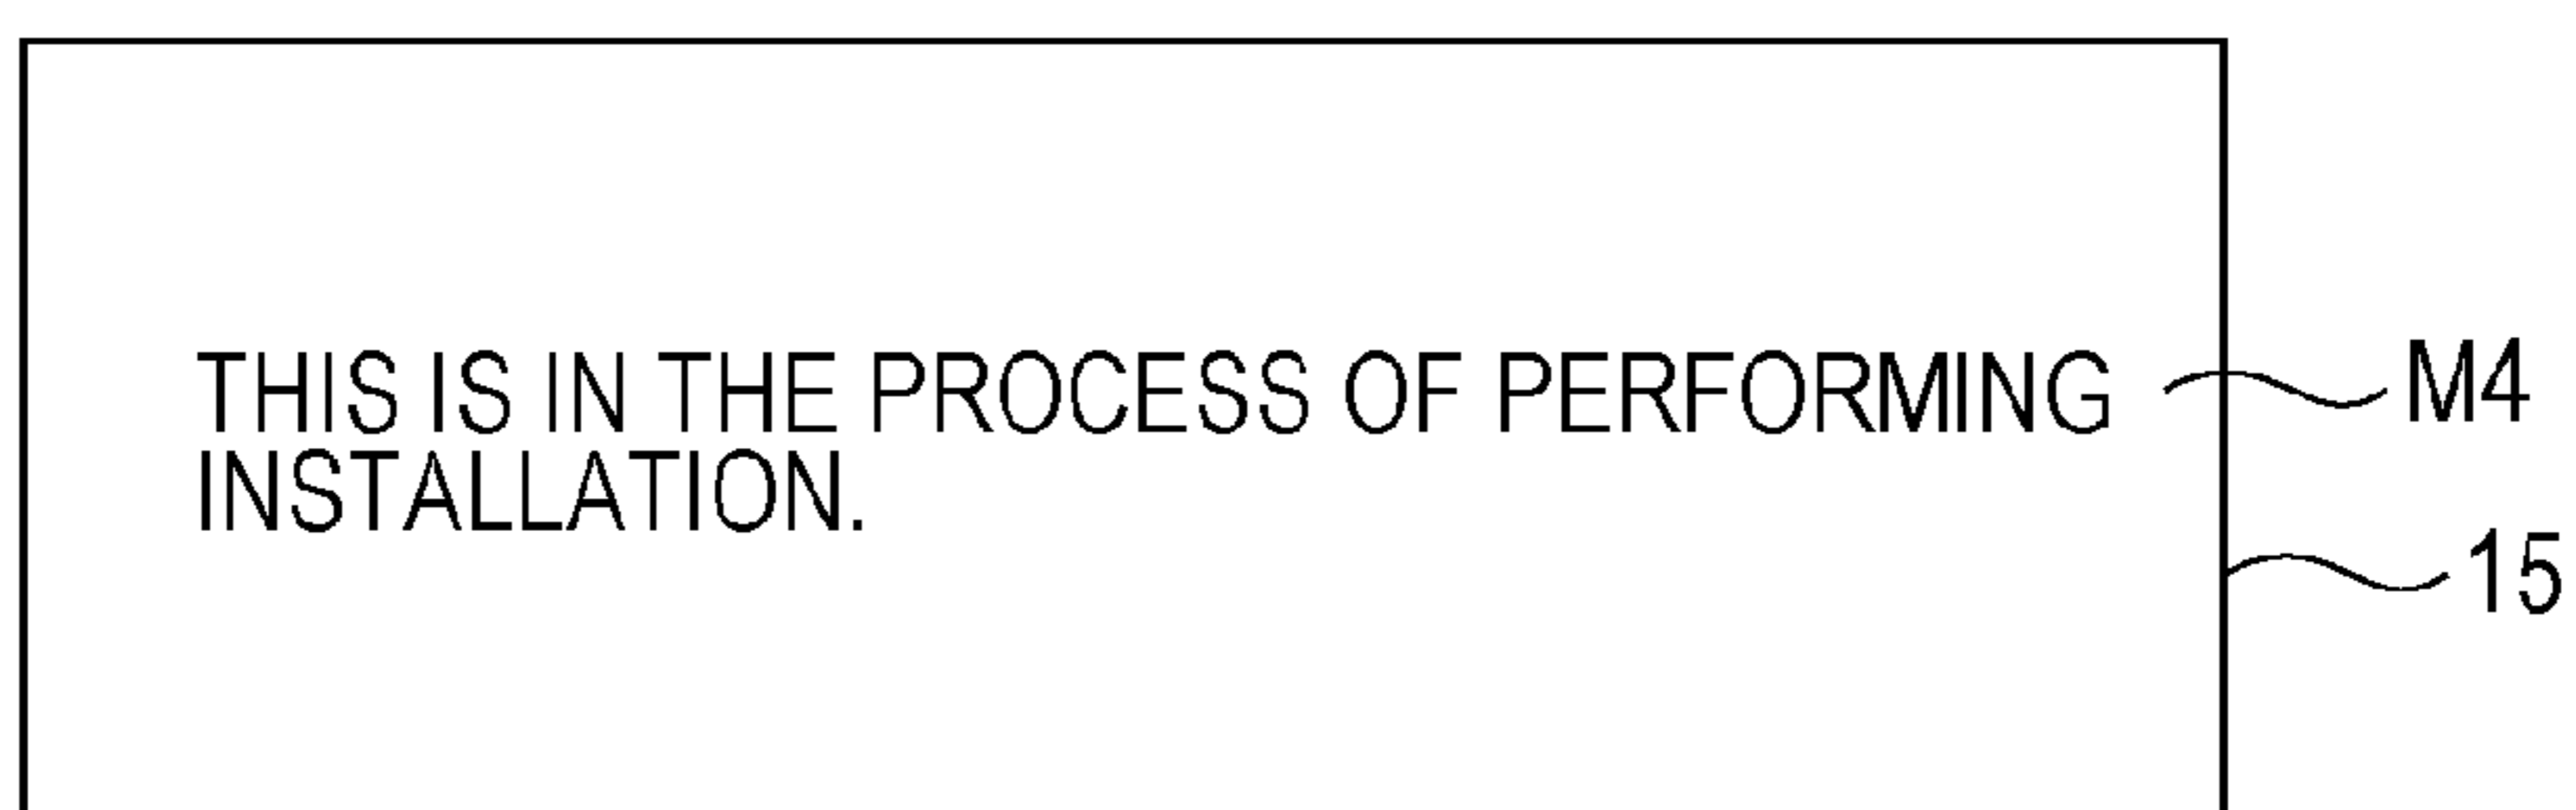 THIS IS IN THE PROCESS OF PERFORMING
INSTALLATION.
M4
15